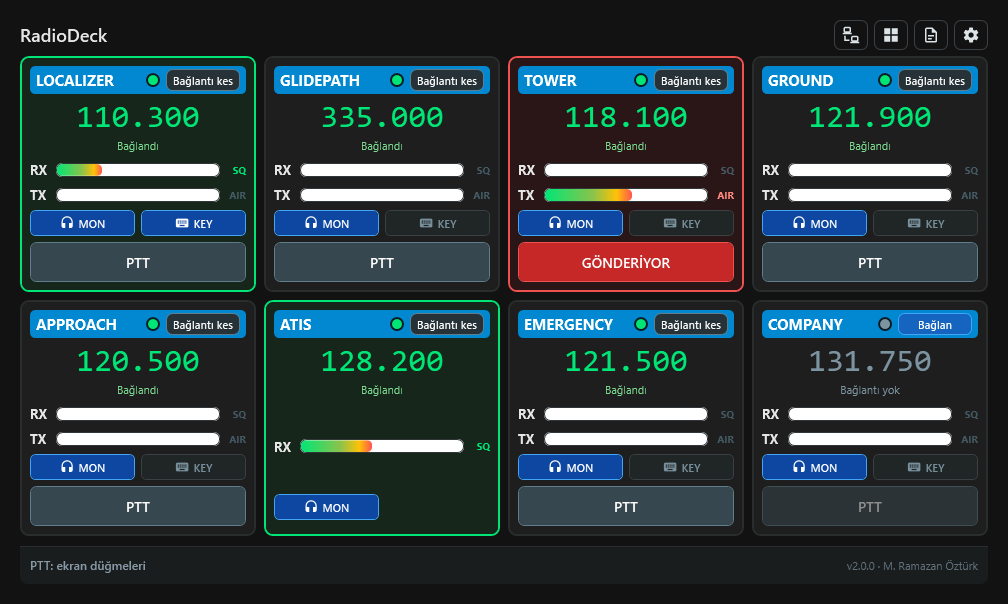 RadioDeck
LOCALIZER Bağlantı kes
110.300
Bağlandı
RX SQ
TX AIR
MON KEY
PTT
GLIDEPATH Bağlantı kes
335.000
Bağlandı
RX SQ
TX AIR
MON KEY
PTT
TOWER Bağlantı kes
118.100
Bağlandı
RX SQ
TX AIR
MON KEY
GÖNDERİYOR
GROUND Bağlantı kes
121.900
Bağlandı
RX SQ
TX AIR
MON KEY
PTT
APPROACH Bağlantı kes
120.500
Bağlandı
RX SQ
TX AIR
MON KEY
PTT
ATIS Bağlantı kes
128.200
Bağlandı
RX SQ
MON
EMERGENCY Bağlantı kes
121.500
Bağlandı
RX SQ
TX AIR
MON KEY
PTT
COMPANY Bağlan
131.750
Bağlantı yok
RX SQ
TX AIR
MON KEY
PTT
PTT: ekran düğmeleri
v2.0.0 · M. Ramazan Öztürk